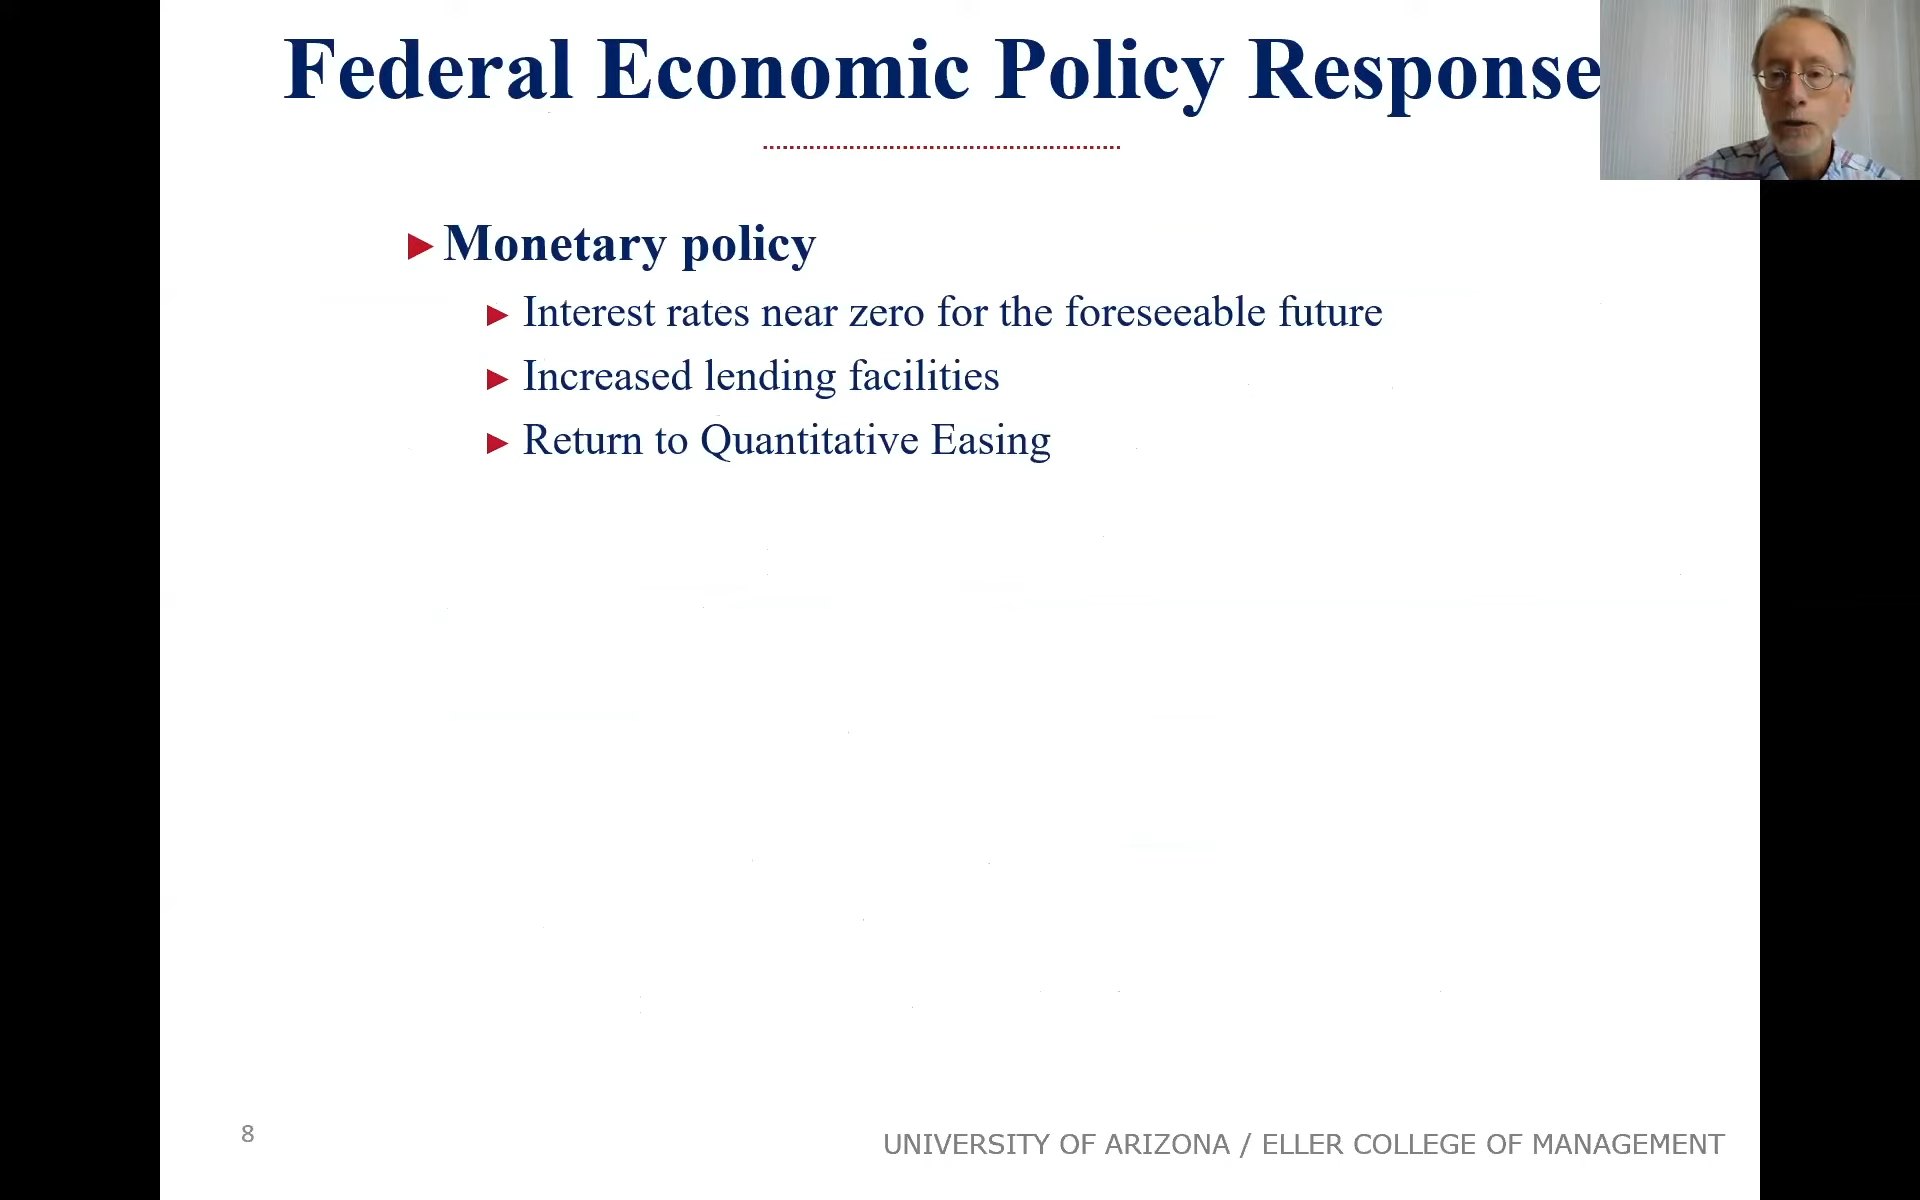 Federal Economic Policy Response
Monetary policy
Interest rates near zero for the foreseeable future
Increased lending facilities
Return to Quantitative Easing
8
UNIVERSITY OF ARIZONA / ELLER COLLEGE OF MANAGEMENT